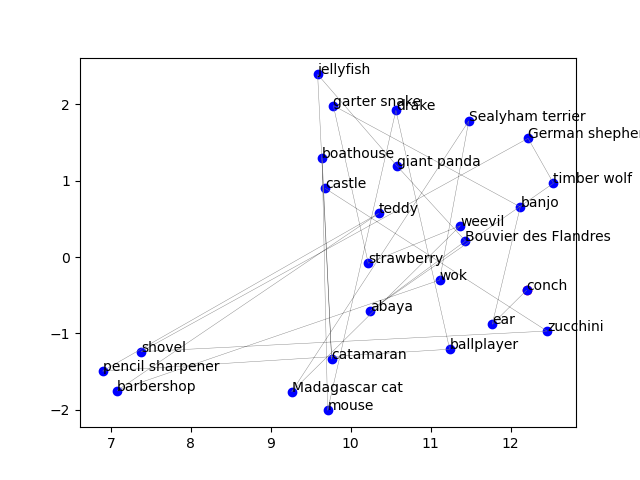 jellyfish
garter snake
drake
Sealyham terrier
German shepher
boathouse
giant panda
timber wolf
castle
teddy
banjo
weevil
Bouvier des Flandres
strawberry
wok
conch
abaya
ear
zucchini
shovel
catamaran
ballplayer
pencil sharpener
barbershop
Madagascar cat
mouse
2
1
0
−1
−2
7
8
9
10
11
12